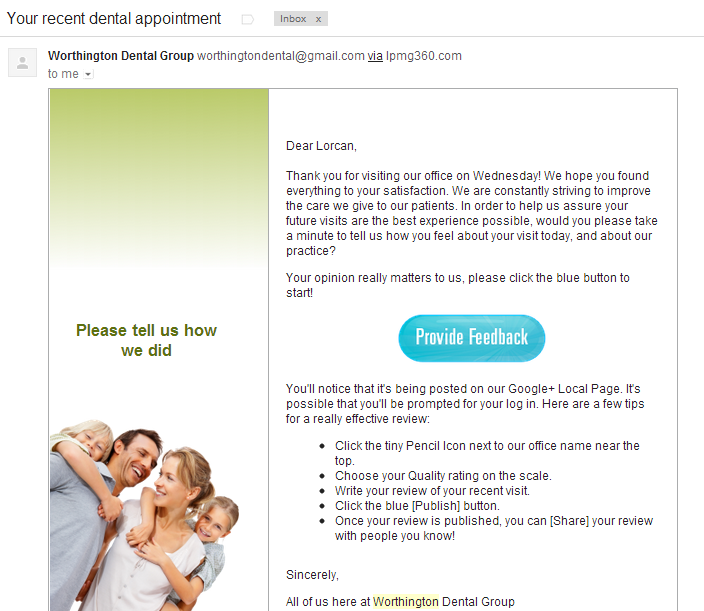 Your recent dental appointment
Inbox x
Worthington Dental Group worthingtondental@gmail.com via lpmg360.com
to me
Please tell us how
we did
Dear Lorcan,
Thank you for visiting our office on Wednesday! We hope you found
everything to your satisfaction. We are constantly striving to improve
the care we give to our patients. In order to help us assure your
future visits are the best experience possible, would you please take
a minute to tell us how you feel about your visit today, and about our
practice?
Your opinion really matters to us, please click the blue button to
start!
Provide Feedback
You'll notice that it's being posted on our Google+ Local Page. It's
possible that you'll be prompted for your log in. Here are a few tips
for a really effective review:
• Click the tiny Pencil Icon next to our office name near the
top.
• Choose your Quality rating on the scale.
• Write your review of your recent visit.
• Click the blue [Publish] button.
• Once your review is published, you can [Share] your review
with people you know!
Sincerely,
All of us here at Worthington Dental Group